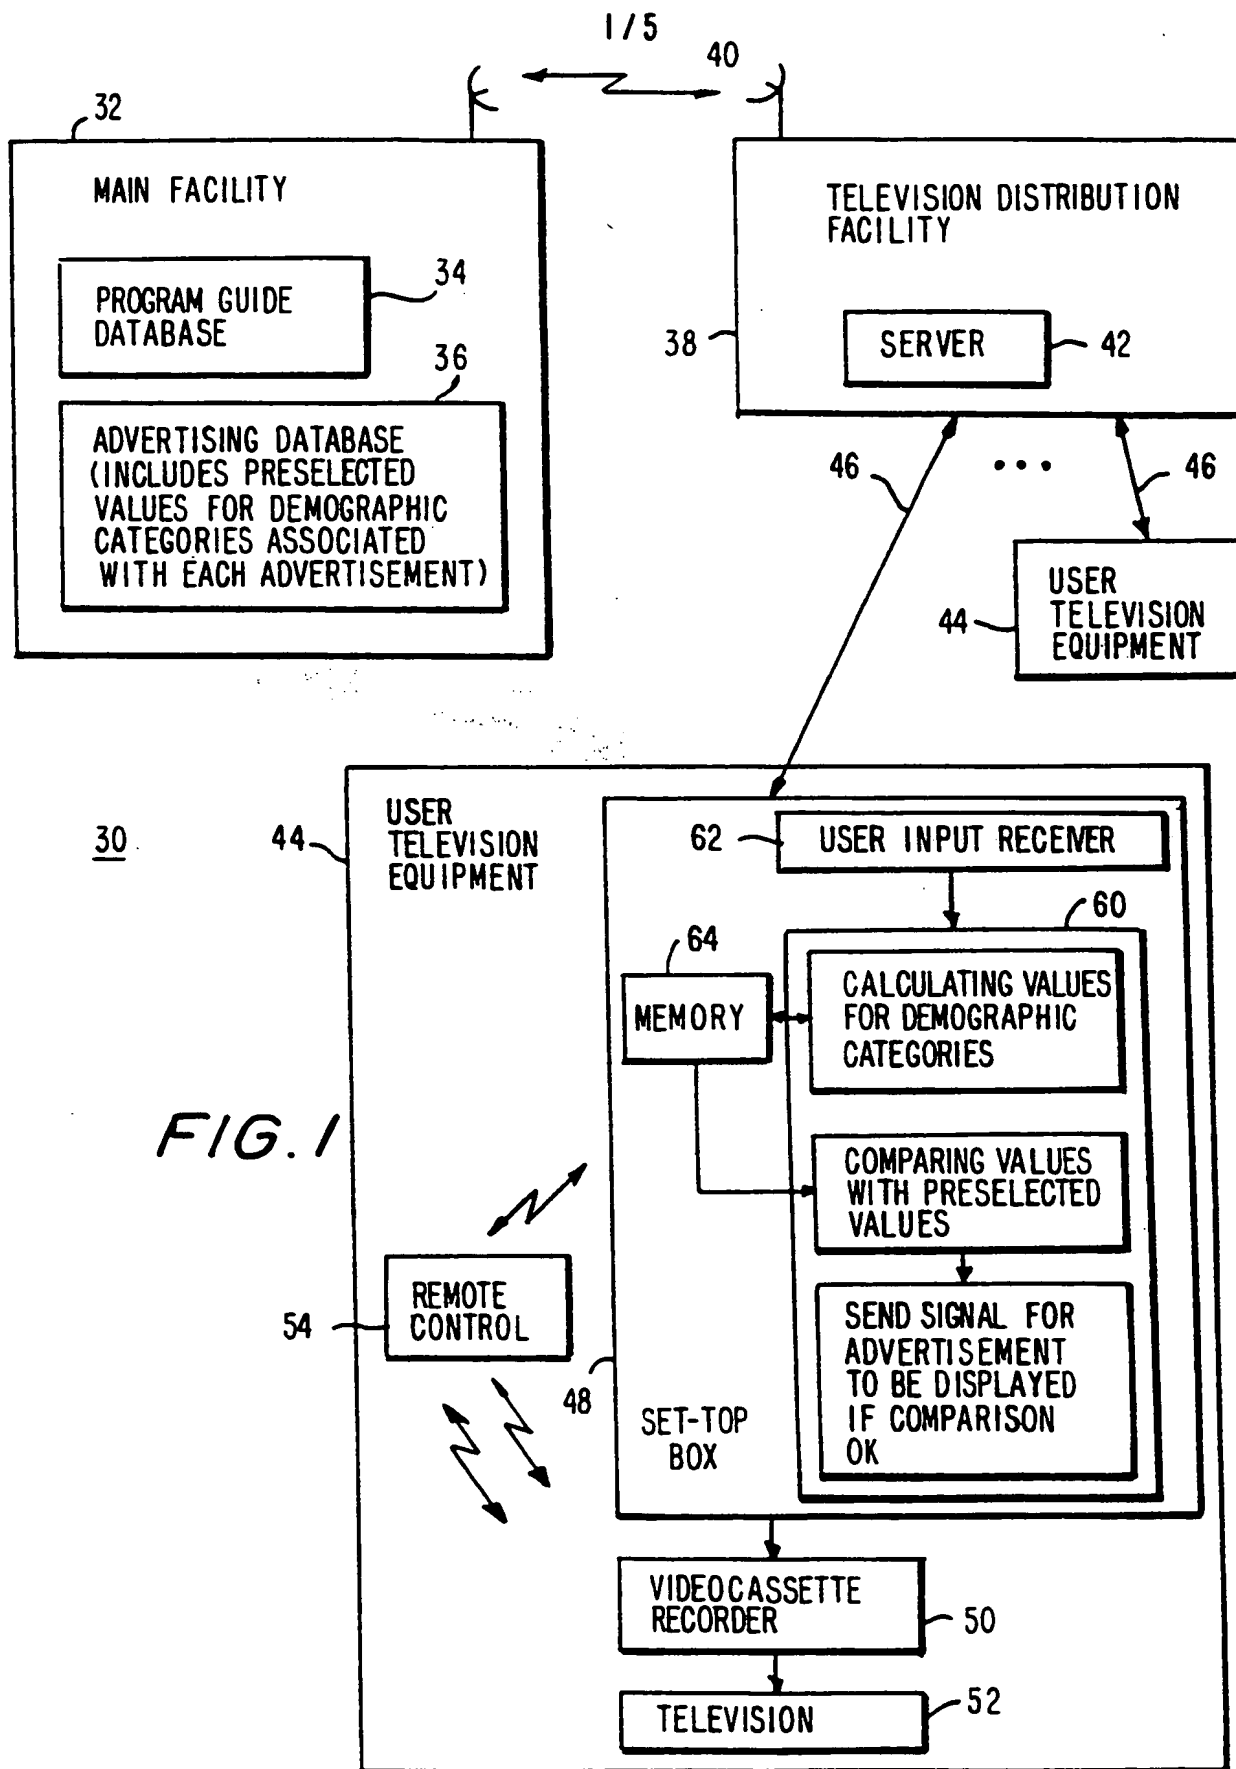 1/5
40
32
MAIN FACILITY
34
PROGRAM GUIDE
DATABASE
36
ADVERTISING DATABASE
(INCLUDES PRESELECTED
VALUES FOR DEMOGRAPHIC
CATEGORIES ASSOCIATED
WITH EACH ADVERTISEMENT)
TELEVISION DISTRIBUTION
FACILITY
38
SERVER
42
46
...
46
44
USER
TELEVISION
EQUIPMENT
30
44
USER
TELEVISION
EQUIPMENT
62
USER INPUT RECEIVER
60
64
MEMORY
CALCULATING VALUES
FOR DEMOGRAPHIC
CATEGORIES
FIG. 1
COMPARING VALUES
WITH PRESELECTED
VALUES
54
REMOTE
CONTROL
SEND SIGNAL FOR
ADVERTISEMENT
TO BE DISPLAYED
IF COMPARISON
OK
48
SET-TOP
BOX
VIDEOCASSETTE
RECORDER
50
TELEVISION
52